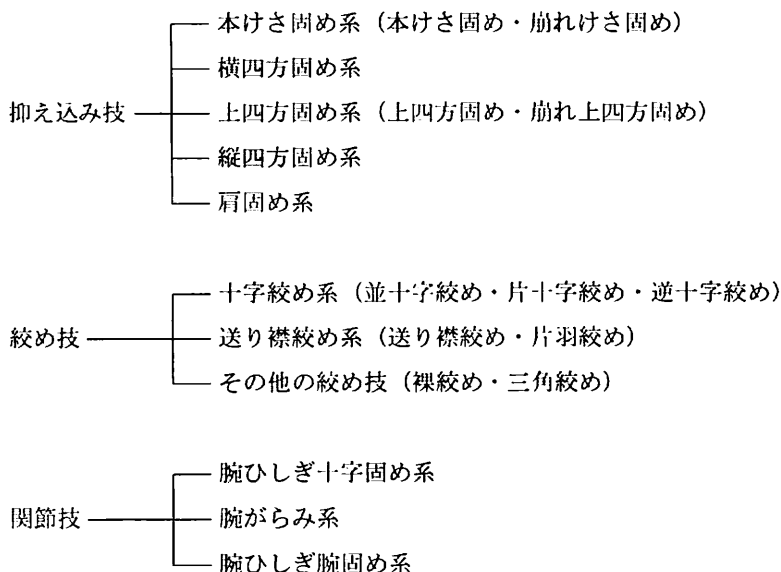 本けさ固め系（本けさ固め・崩れけさ固め）
横四方固め系
抑え込み技
上四方固め系（上四方固め・崩れ上四方固め）
縦四方固め系
肩固め系
十字絞め系（並十字絞め・片十字絞め・逆十字絞め）
絞め技
送り襟絞め系（送り襟絞め・片羽絞め）
その他の絞め技（裸絞め・三角絞め）
腕ひしぎ十字固め系
関節技
腕がらみ系
腕ひしぎ腕固め系